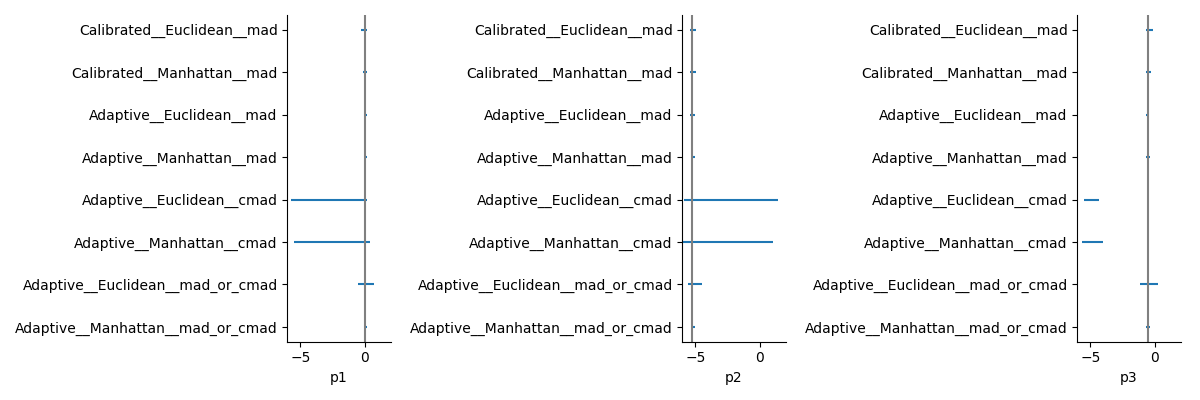 Calibrated__Euclidean__mad
Calibrated__Manhattan__mad
Adaptive__Euclidean__mad
Adaptive__Manhattan__mad
Adaptive__Euclidean__cmad
Adaptive__Manhattan__cmad
Adaptive__Euclidean__mad_or_cmad
Adaptive__Manhattan__mad_or_cmad
−5 0
p1
Calibrated__Euclidean__mad
Calibrated__Manhattan__mad
Adaptive__Euclidean__mad
Adaptive__Manhattan__mad
Adaptive__Euclidean__cmad
Adaptive__Manhattan__cmad
Adaptive__Euclidean__mad_or_cmad
Adaptive__Manhattan__mad_or_cmad
−5 0
p2
Calibrated__Euclidean__mad
Calibrated__Manhattan__mad
Adaptive__Euclidean__mad
Adaptive__Manhattan__mad
Adaptive__Euclidean__cmad
Adaptive__Manhattan__cmad
Adaptive__Euclidean__mad_or_cmad
Adaptive__Manhattan__mad_or_cmad
−5 0
p3